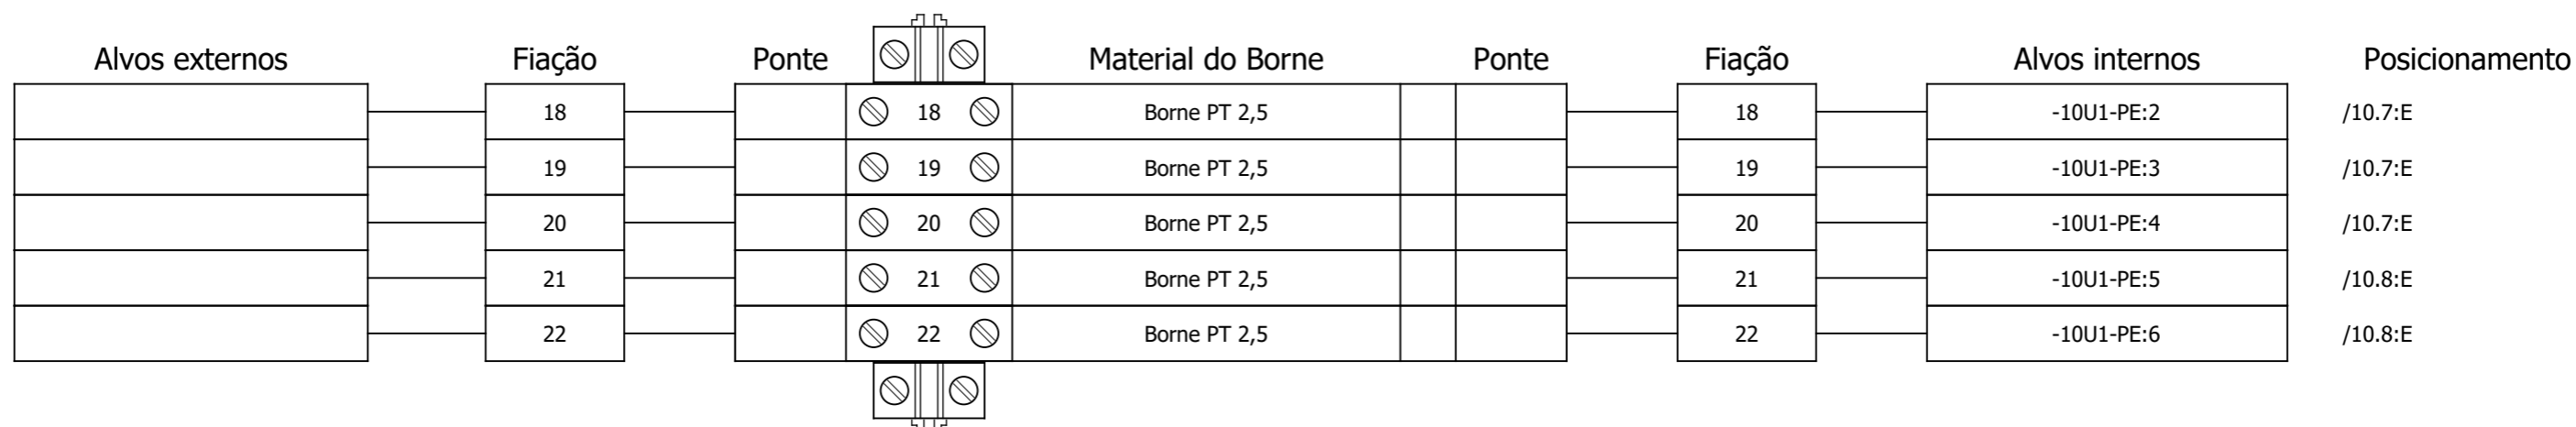 Alvos externos Fiação Ponte Material do Borne Ponte Fiação Alvos internos Posicionamento
18 18 Borne PT 2,5 18 -10U1-PE:2 /10.7:E
19 19 Borne PT 2,5 19 -10U1-PE:3 /10.7:E
20 20 Borne PT 2,5 20 -10U1-PE:4 /10.7:E
21 21 Borne PT 2,5 21 -10U1-PE:5 /10.8:E
22 22 Borne PT 2,5 22 -10U1-PE:6 /10.8:E